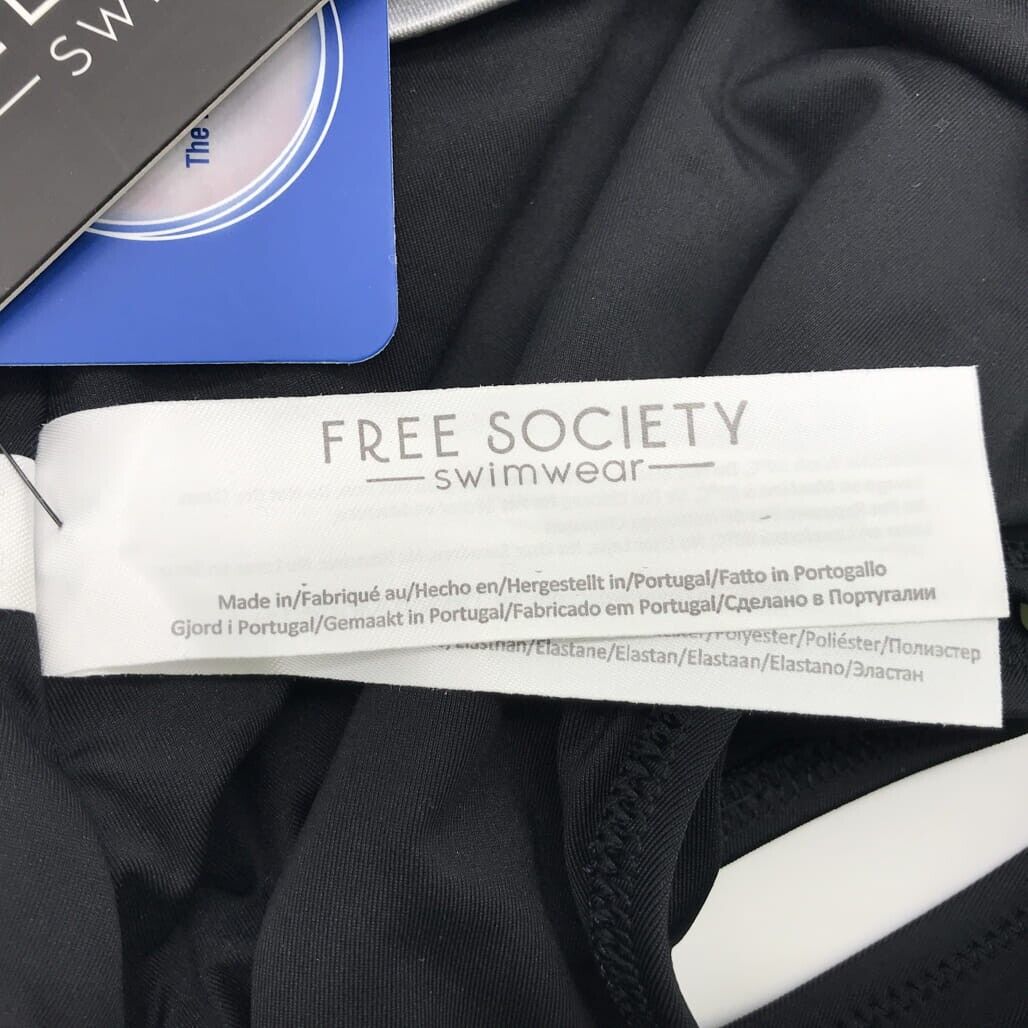 SW
The
FREE SOCIETY
swimwear
Made in/Fabriqué au/Hecho en/Hergestellt in/Portugal/Fatto in Portogallo
Gjord i Portugal/Gemaakt in Portugal/Fabricado em Portugal/Сделано в Португалии
/Polyester/Poliéster/Полиэстер
/Elastane/Elastan/Elastaan/Elastano/Эластан